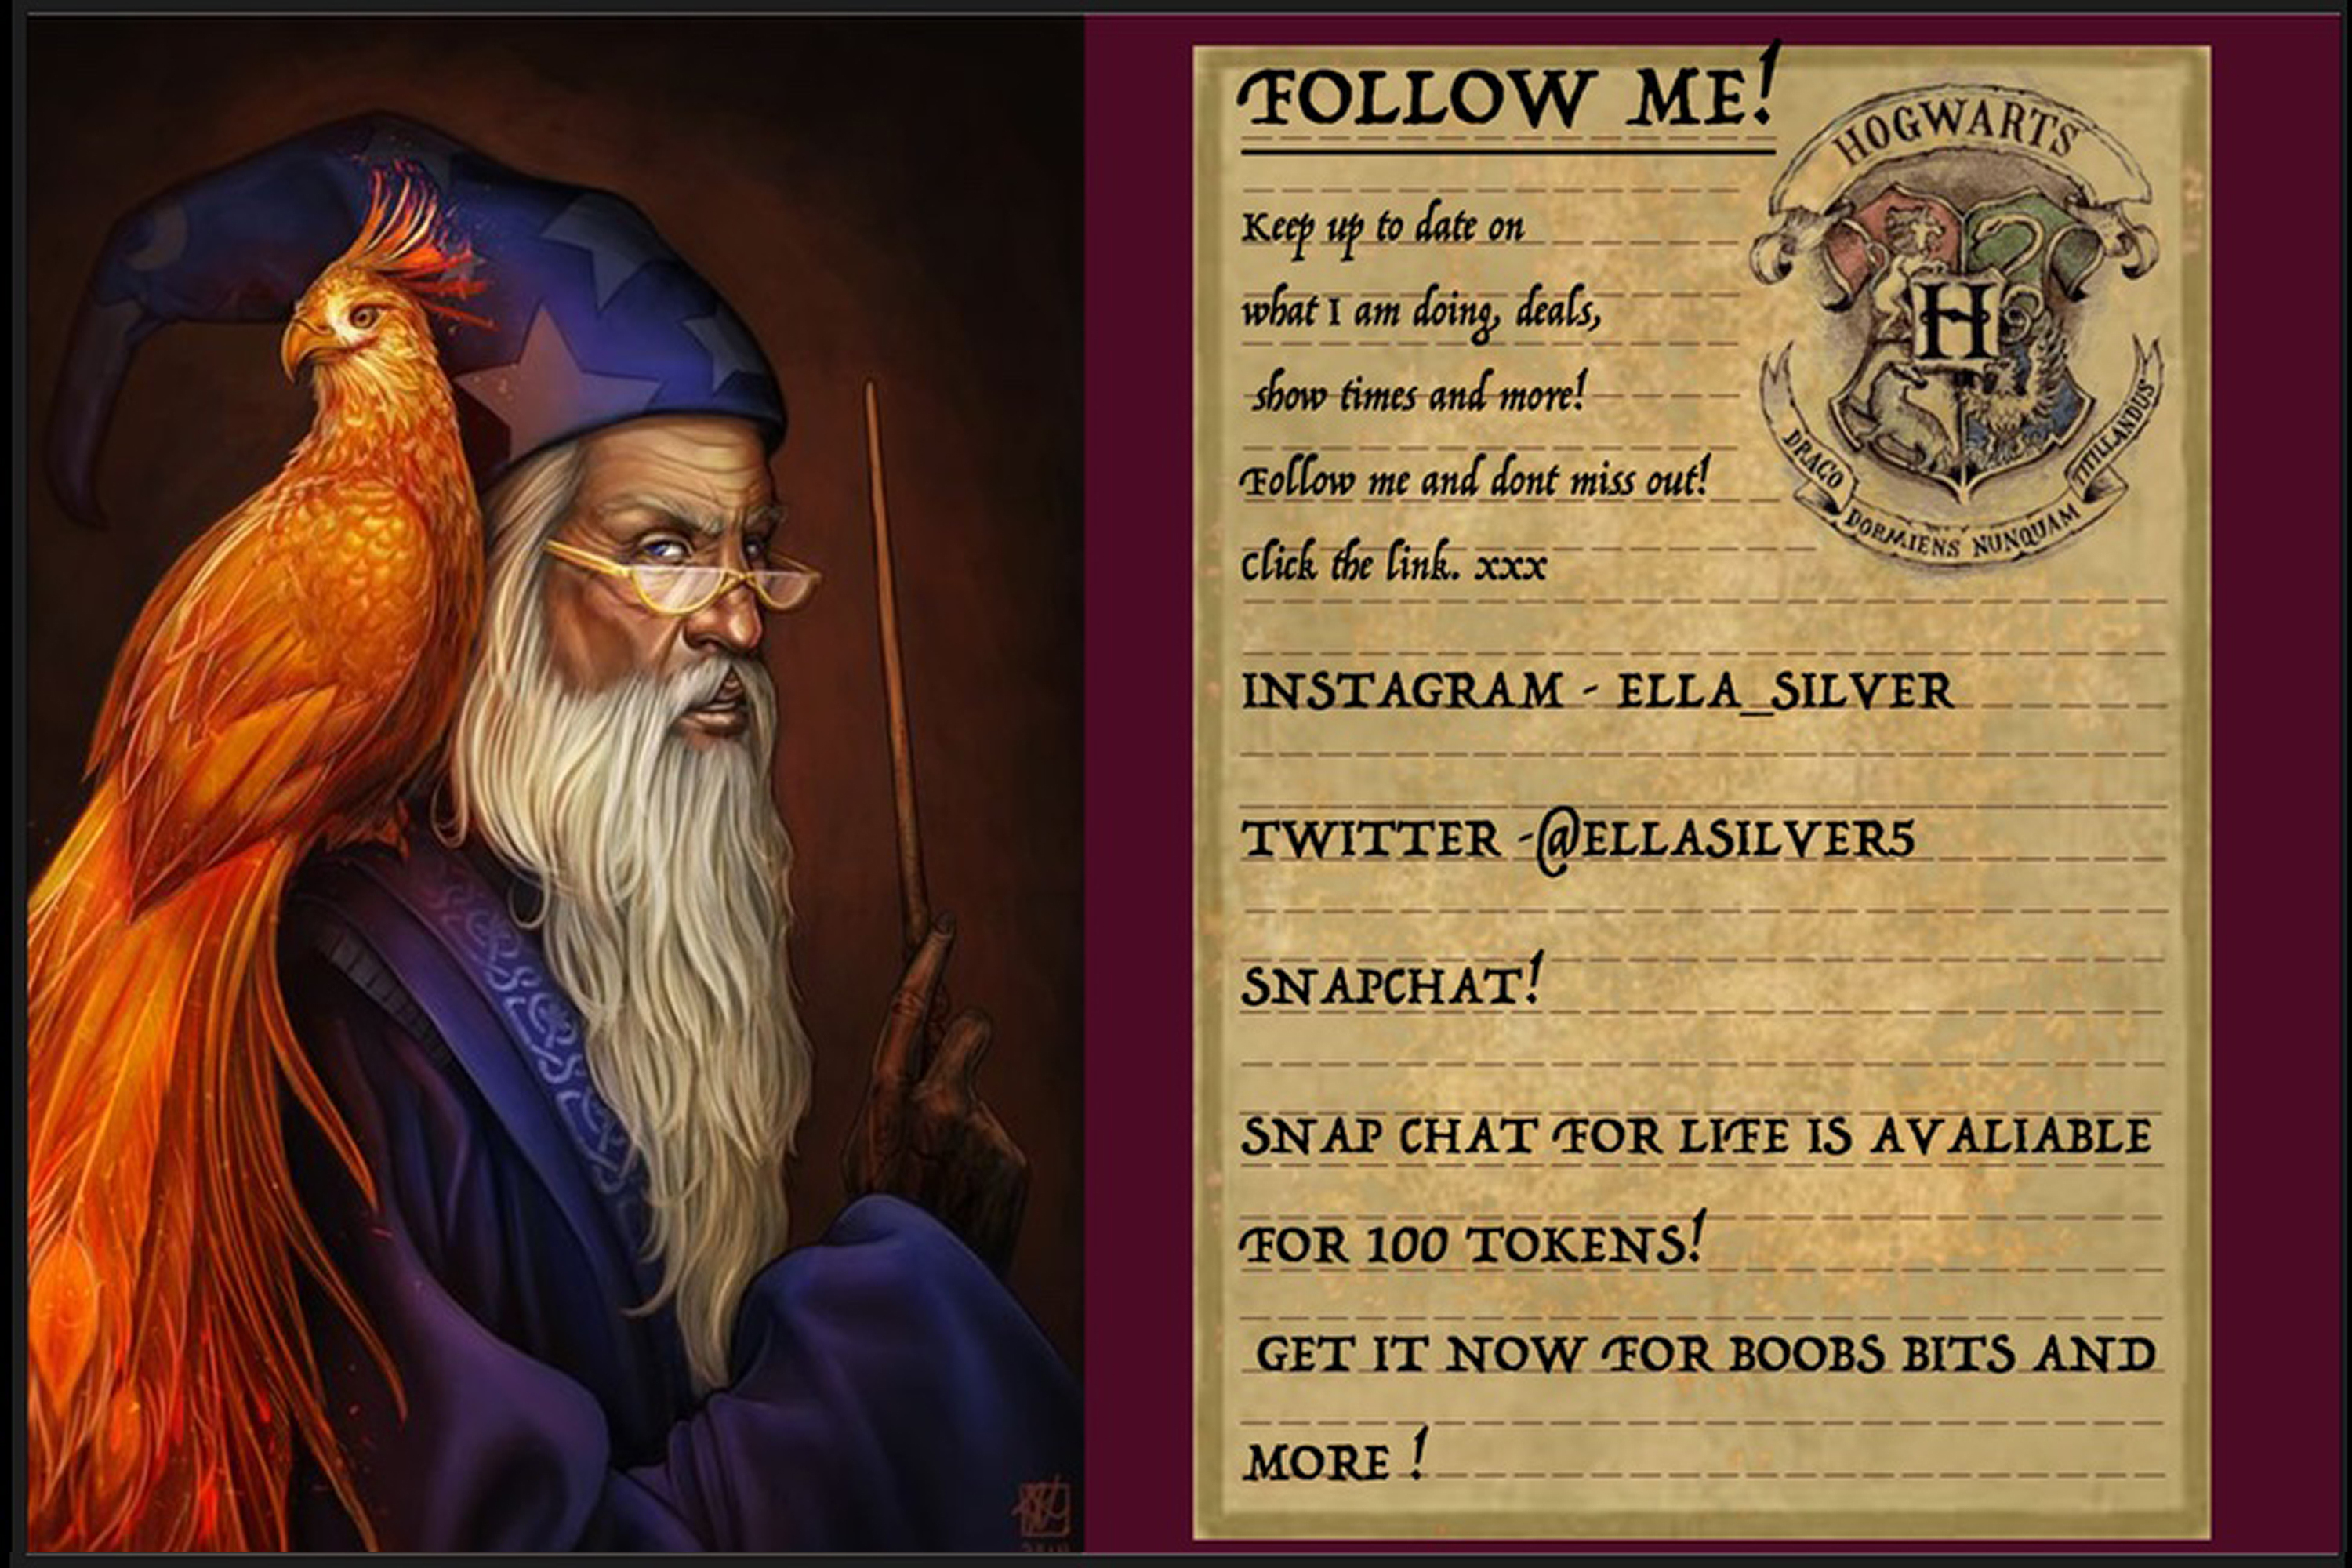 FOLLOW ME!
HOGWARTS
Keep up to date on
what I am doing, deals,
show times and more!
H
Follow me and dont miss out!
DRACO DORMIENS NUNQUAM TITILLANDUS
Click the link. xxx
INSTAGRAM - ELLA_SILVER
TWITTER -@ELLASILVER5
SNAPCHAT!
SNAP CHAT FOR LIFE IS AVALIABLE
FOR 100 TOKENS!
GET IT NOW FOR BOOBS BITS AND
MORE !